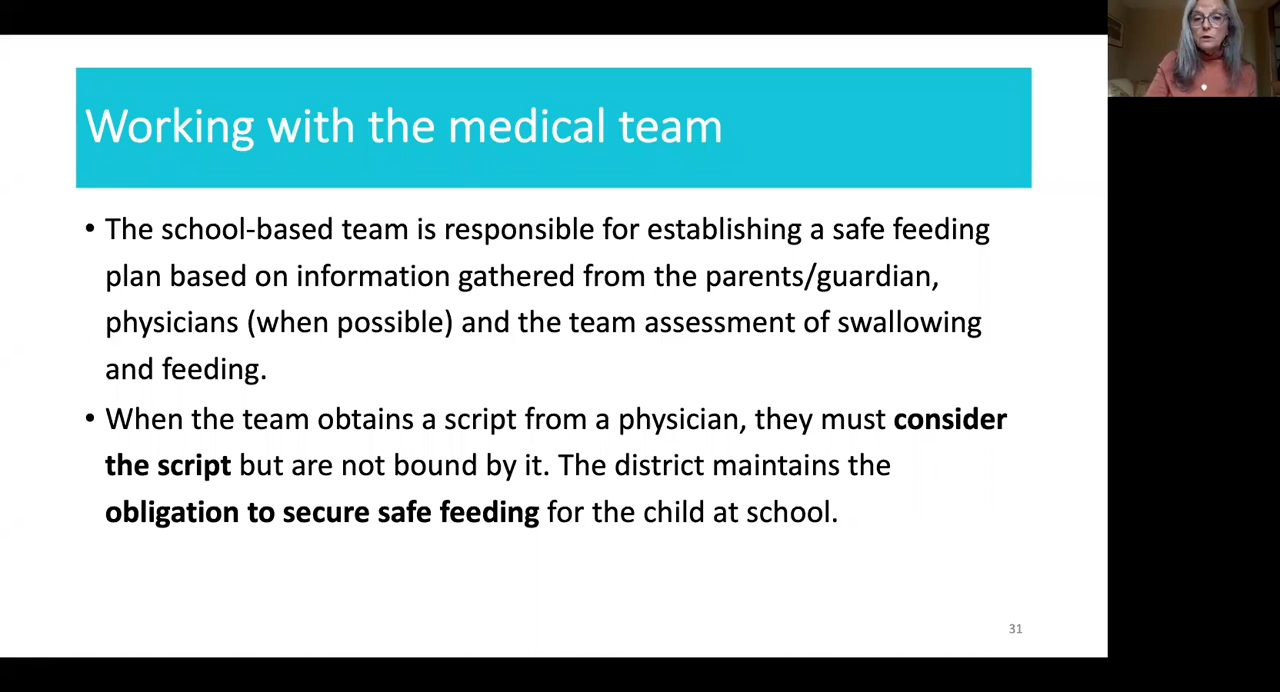 Working with the medical team
• The school-based team is responsible for establishing a safe feeding
plan based on information gathered from the parents/guardian,
physicians (when possible) and the team assessment of swallowing
and feeding.
• When the team obtains a script from a physician, they must consider
the script but are not bound by it. The district maintains the
obligation to secure safe feeding for the child at school.
31